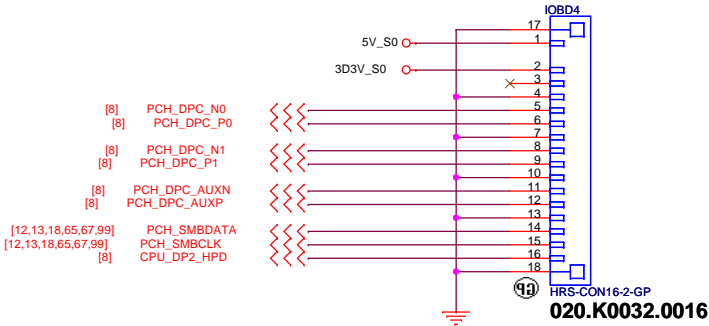 IOBD4
17
5V_S0 1
3D3V_S0 2
3
4
[8] PCH_DPC_N0 5
[8] PCH_DPC_P0 6
7
[8] PCH_DPC_N1 8
[8] PCH_DPC_P1 9
10
[8] PCH_DPC_AUXN 11
[8] PCH_DPC_AUXP 12
13
[12,13,18,65,67,99] PCH_SMBDATA 14
[12,13,18,65,67,99] PCH_SMBCLK 15
[8] CPU_DP2_HPD 16
18
GP
HRS-CON16-2-GP
020.K0032.0016